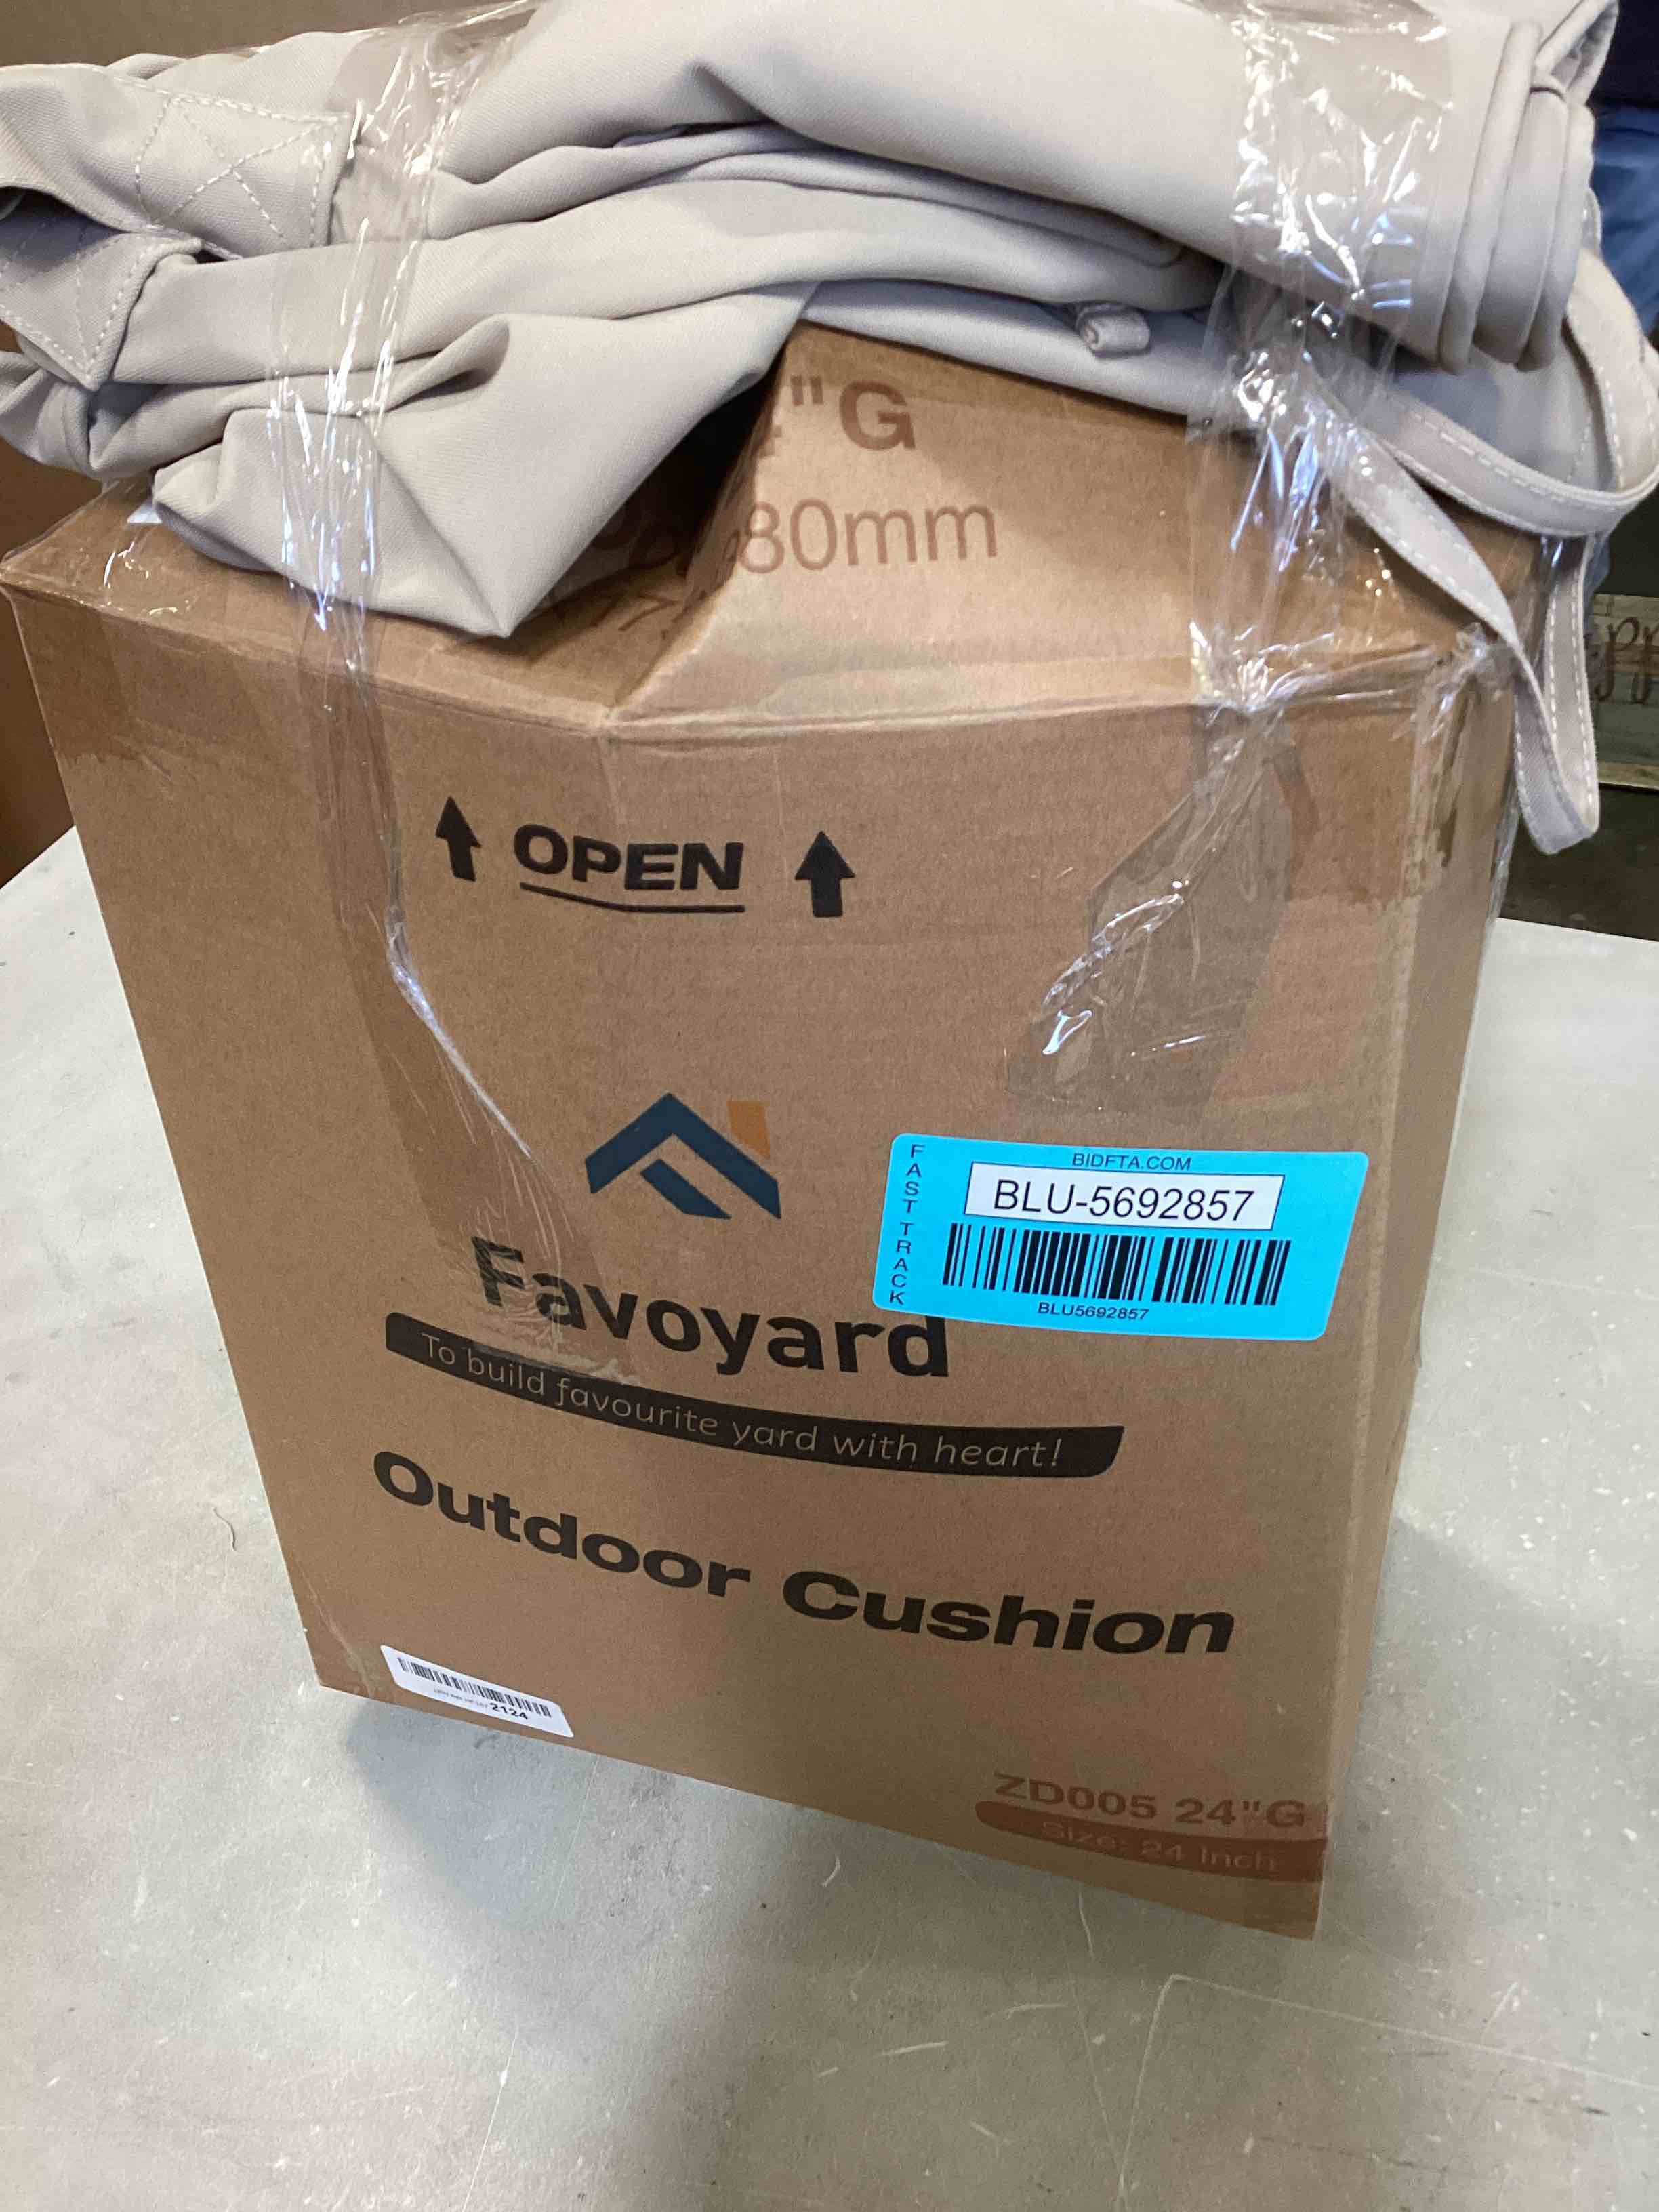 "G
80mm
OPEN
BIDFTA.COM
FAST TRACK
BLU-5692857
BLU5692857
Favoyard
To build favourite yard with heart!
Outdoor Cushion
2124
ZD005 24"G
Size: 24 Inch